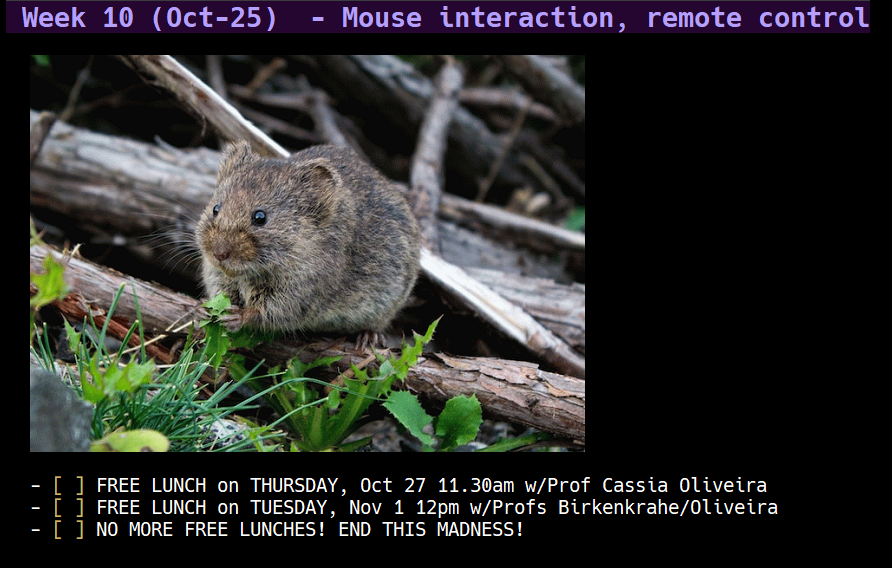 Week 10 (Oct-25)  - Mouse interaction, remote control
- [ ] FREE LUNCH on THURSDAY, Oct 27 11.30am w/Prof Cassia Oliveira
- [ ] FREE LUNCH on TUESDAY, Nov 1 12pm w/Profs Birkenkrahe/Oliveira
- [ ] NO MORE FREE LUNCHES! END THIS MADNESS!